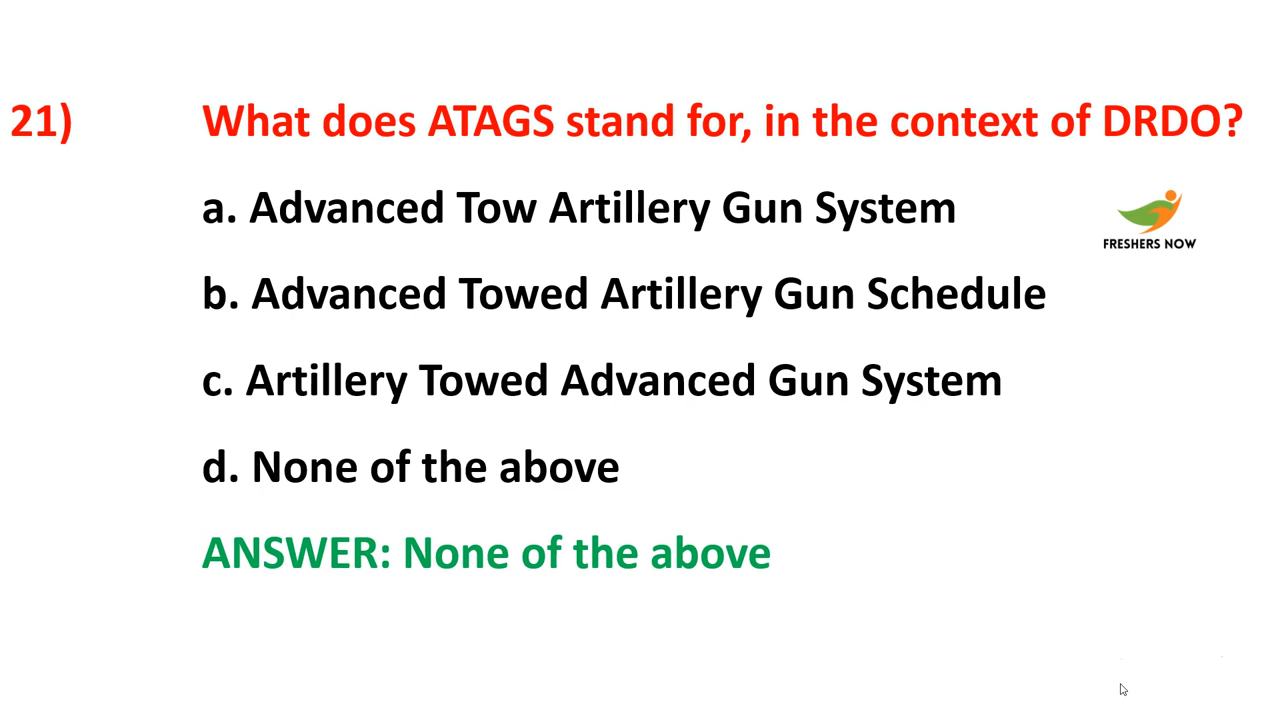 21) What does ATAGS stand for, in the context of DRDO?
a. Advanced Tow Artillery Gun System
FRESHERS NOW
b. Advanced Towed Artillery Gun Schedule
c. Artillery Towed Advanced Gun System
d. None of the above
ANSWER: None of the above